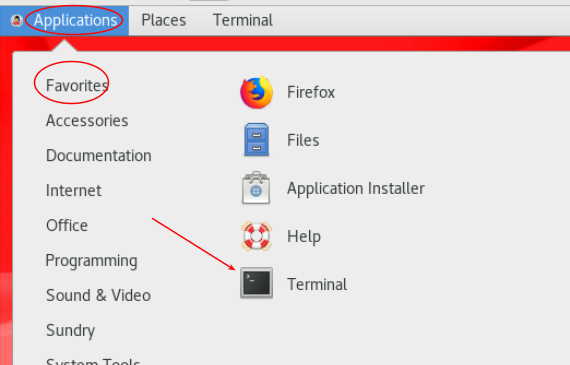 Applications Places Terminal
Favorites
Accessories
Documentation
Internet
Office
Programming
Sound & Video
Sundry
System Tools
Firefox
Files
Application Installer
Help
Terminal